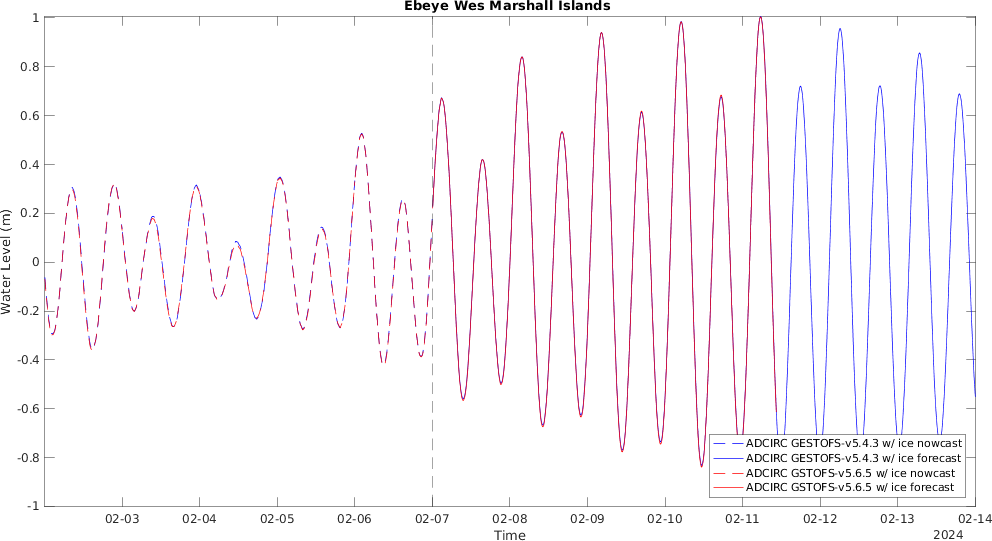 Ebeye Wes Marshall Islands
1
0.8
0.6
0.4
0.2
0
-0.2
-0.4
-0.6
-0.8
-1
Water Level (m)
ADCIRC GESTOFS-v5.4.3 w/ ice nowcast
ADCIRC GESTOFS-v5.4.3 w/ ice forecast
ADCIRC GSTOFS-v5.6.5 w/ ice nowcast
ADCIRC GSTOFS-v5.6.5 w/ ice forecast
02-03 02-04 02-05 02-06 02-07 02-08 02-09 02-10 02-11 02-12 02-13 02-14
Time
2024